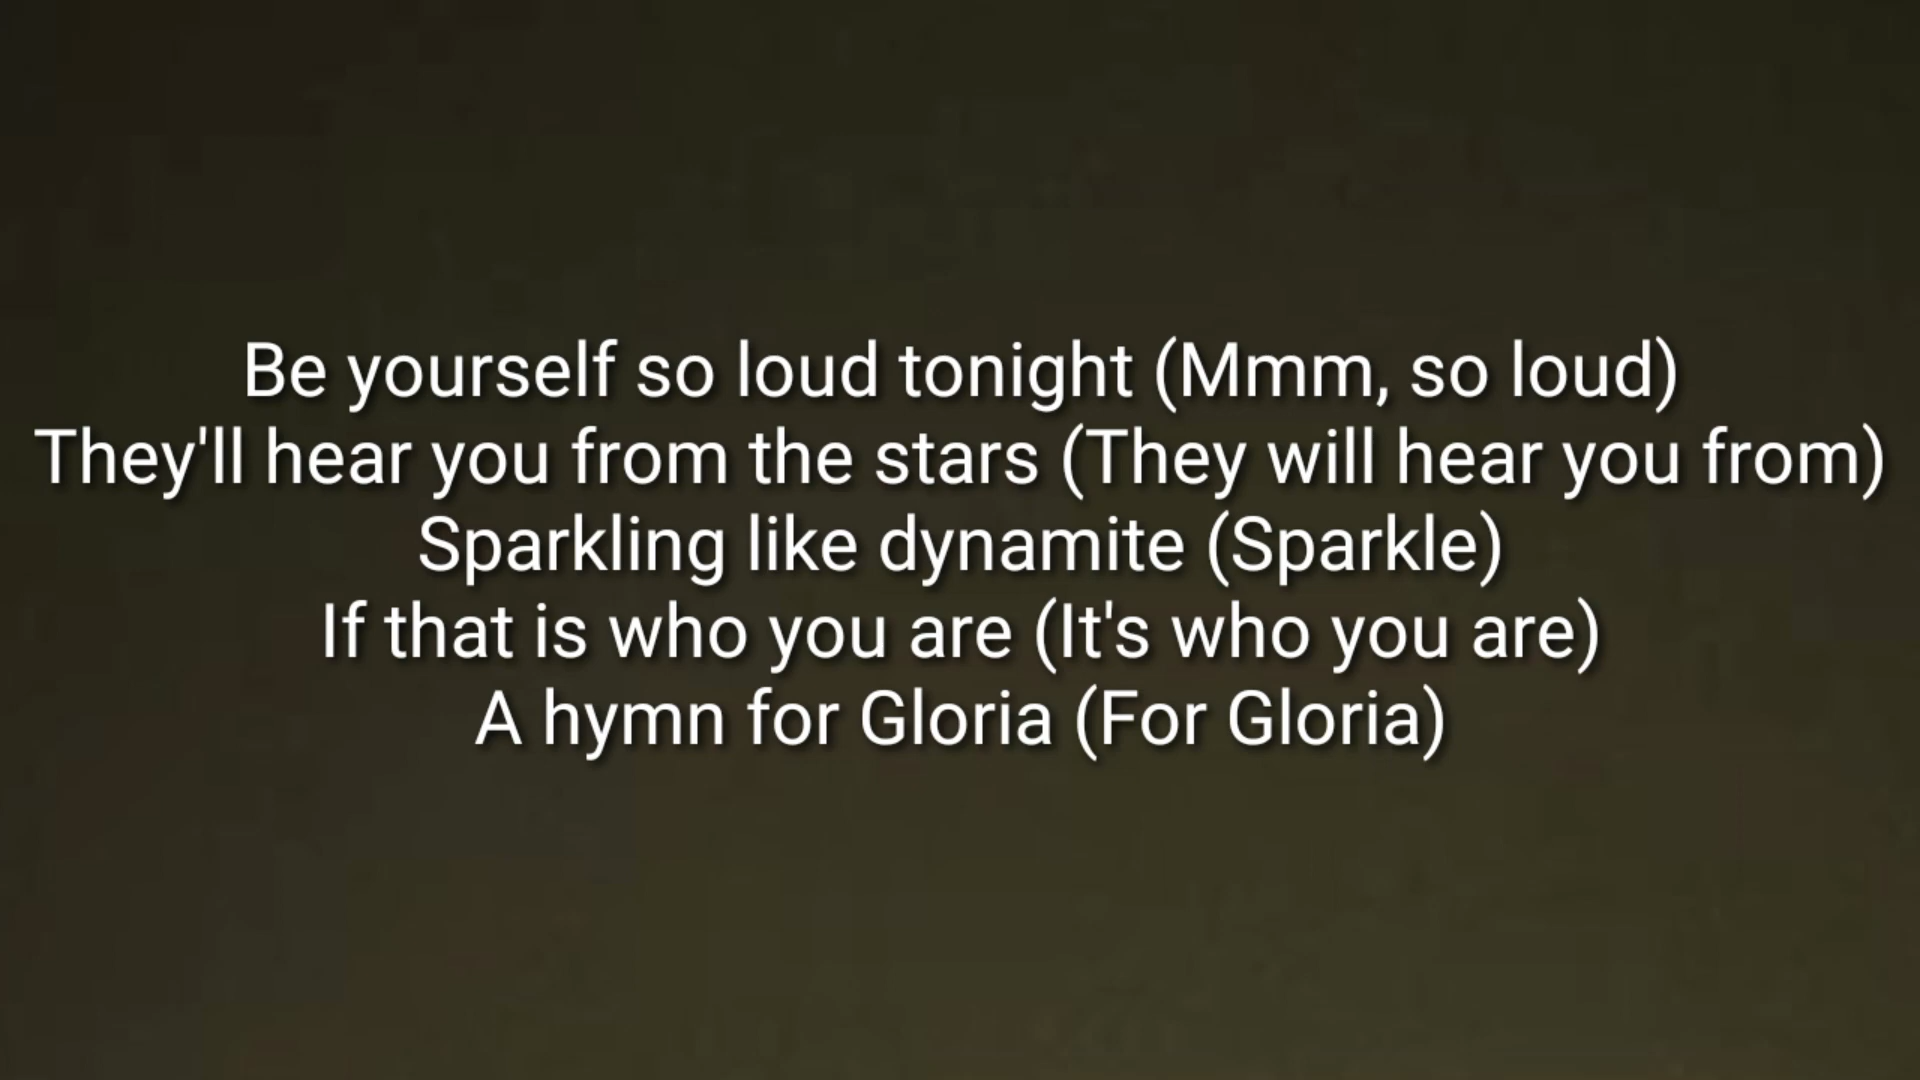 Be yourself so loud tonight (Mmm, so loud)
They'll hear you from the stars (They will hear you from)
Sparkling like dynamite (Sparkle)
If that is who you are (It's who you are)
A hymn for Gloria (For Gloria)